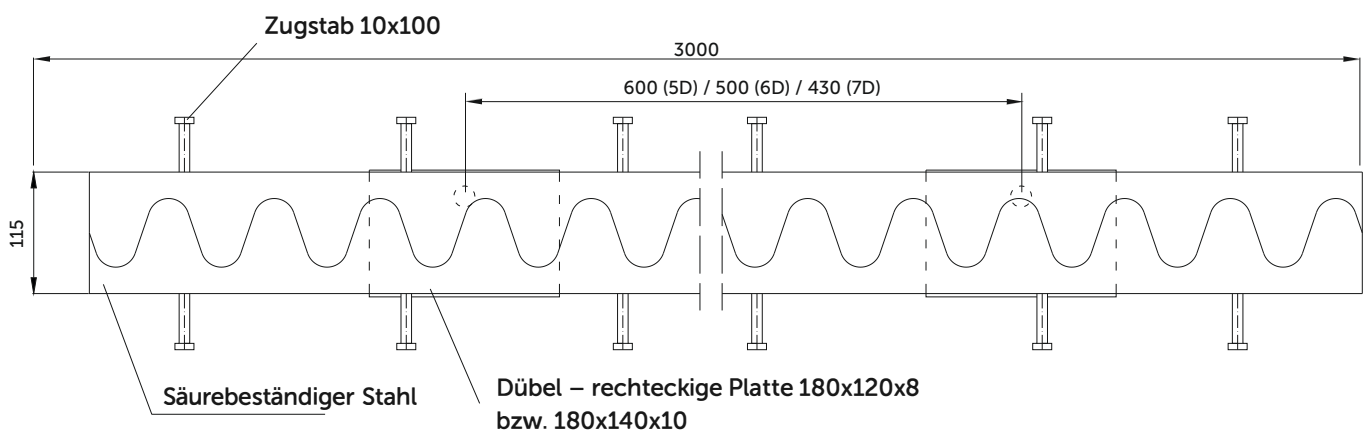 Zugstab 10x100
3000
600 (5D) / 500 (6D) / 430 (7D)
115
Säurebeständiger Stahl
Dübel – rechteckige Platte 180x120x8
bzw. 180x140x10